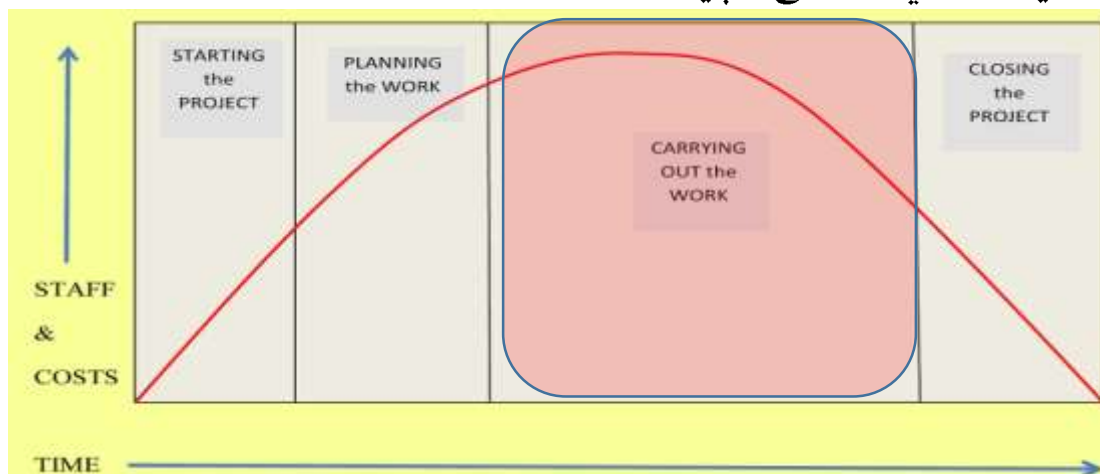 STARTING
the
PROJECT
PLANNING
the WORK
CARRYING
OUT the
WORK
CLOSING
the
PROJECT
STAFF
&
COSTS
TIME